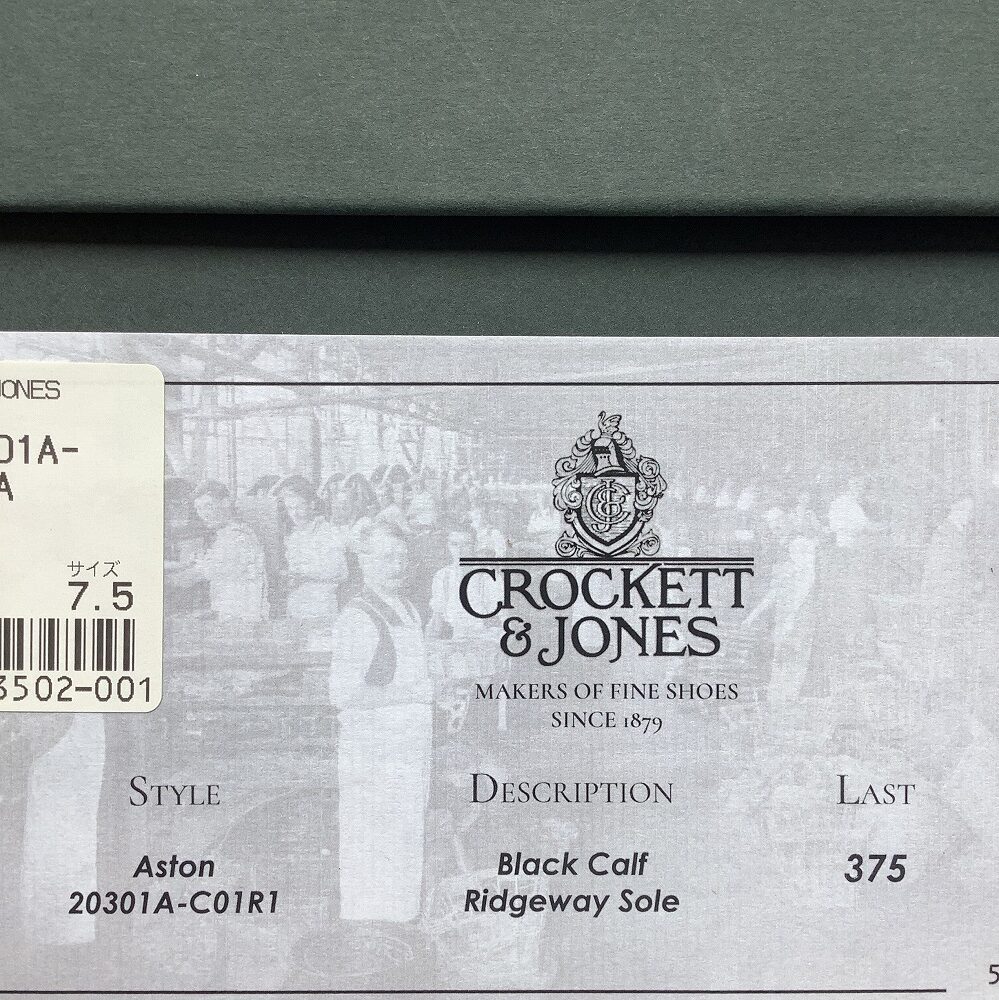 JONES
01A-
A
サイズ
7.5
3502-001
CROCKETT
& JONES
MAKERS OF FINE SHOES
SINCE 1879
STYLE
DESCRIPTION
LAST
Aston
20301A-C01R1
Black Calf
Ridgeway Sole
375
5